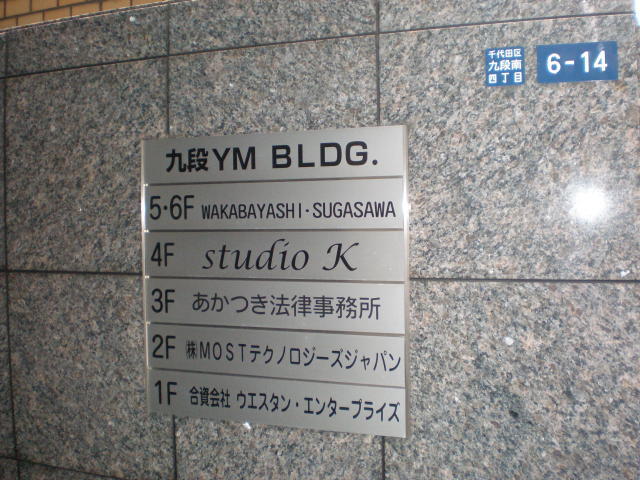 千代田区
九段南
四丁目
6-14
九段YM BLDG.
5・6F WAKABAYASHI・SUGASAWA
4F studio K
3F あかつき法律事務所
2F ㈱MOSTテクノロジーズジャパン
1F 合資会社 ウエスタン・エンタープライズ